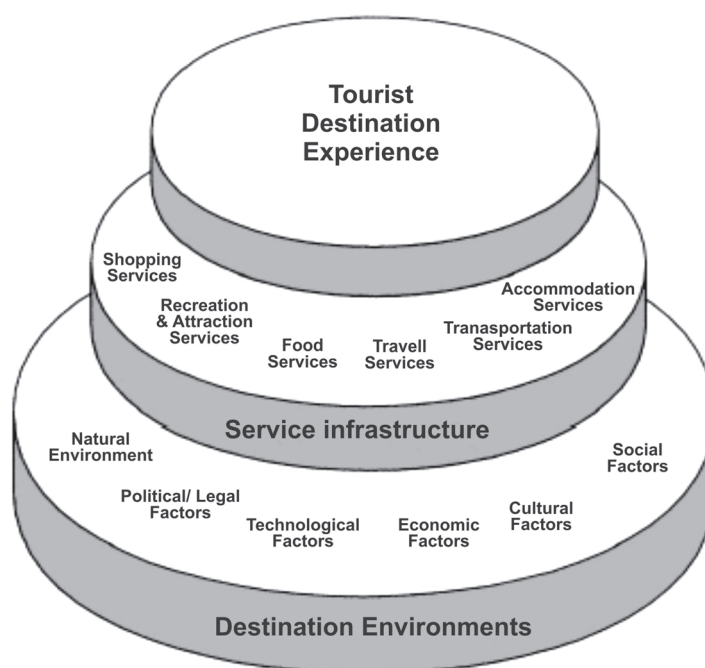 Tourist
Destination
Experience
Shopping
Services
Recreation
& Attraction
Services
Food
Services
Travell
Services
Tranasportation
Services
Accommodation
Services
Service infrastructure
Natural
Environment
Political/ Legal
Factors
Technological
Factors
Economic
Factors
Cultural
Factors
Social
Factors
Destination Environments